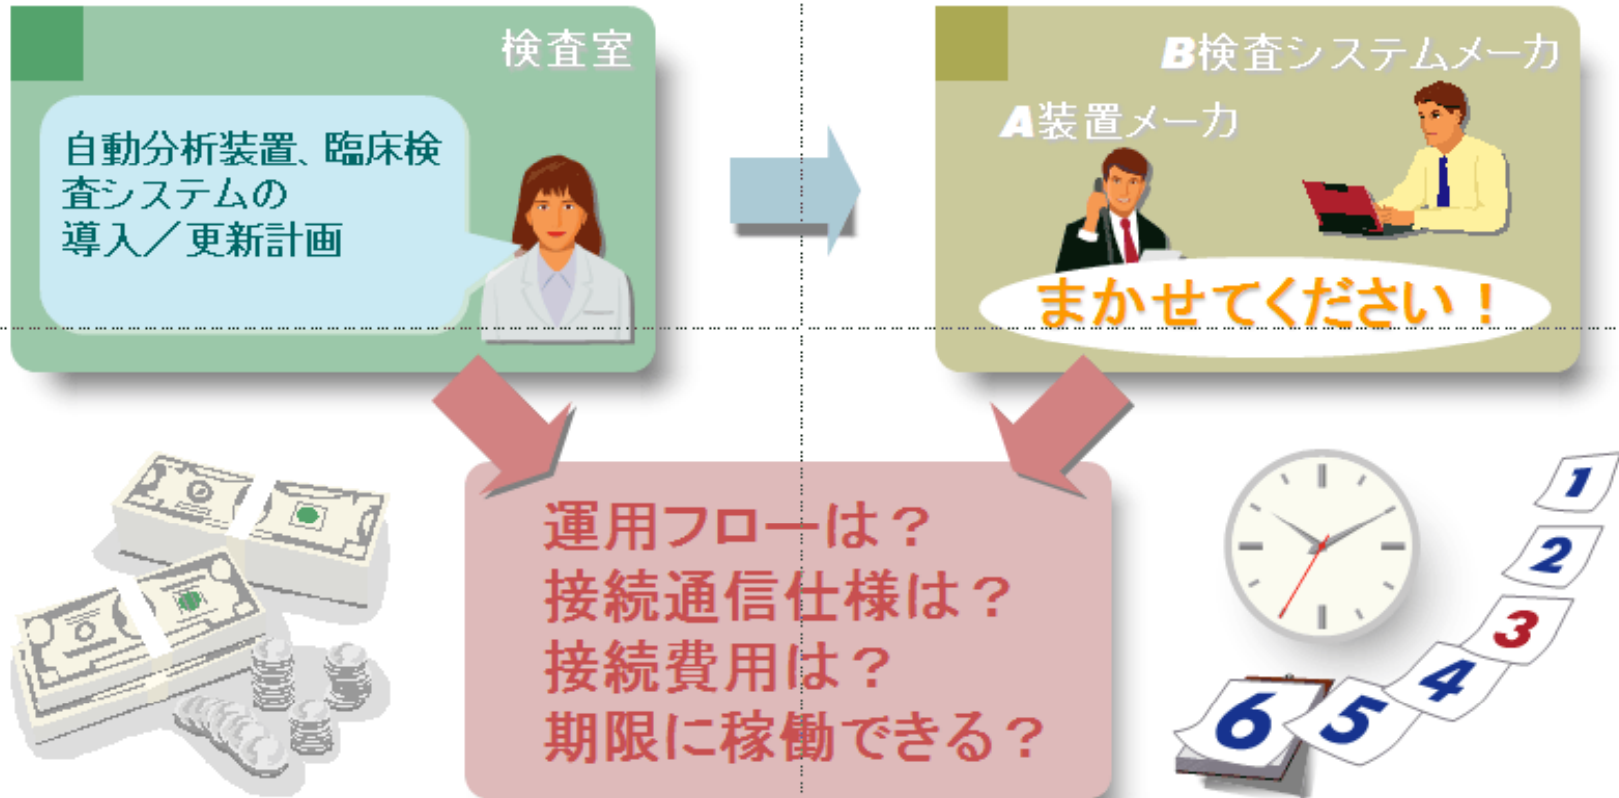 検査室
自動分析装置、臨床検
査システムの
導入／更新計画
B検査システムメーカ
A装置メーカ
まかせてください！
運用フローは？
接続通信仕様は？
接続費用は？
期限に稼働できる？
1
2
3
4
5
6